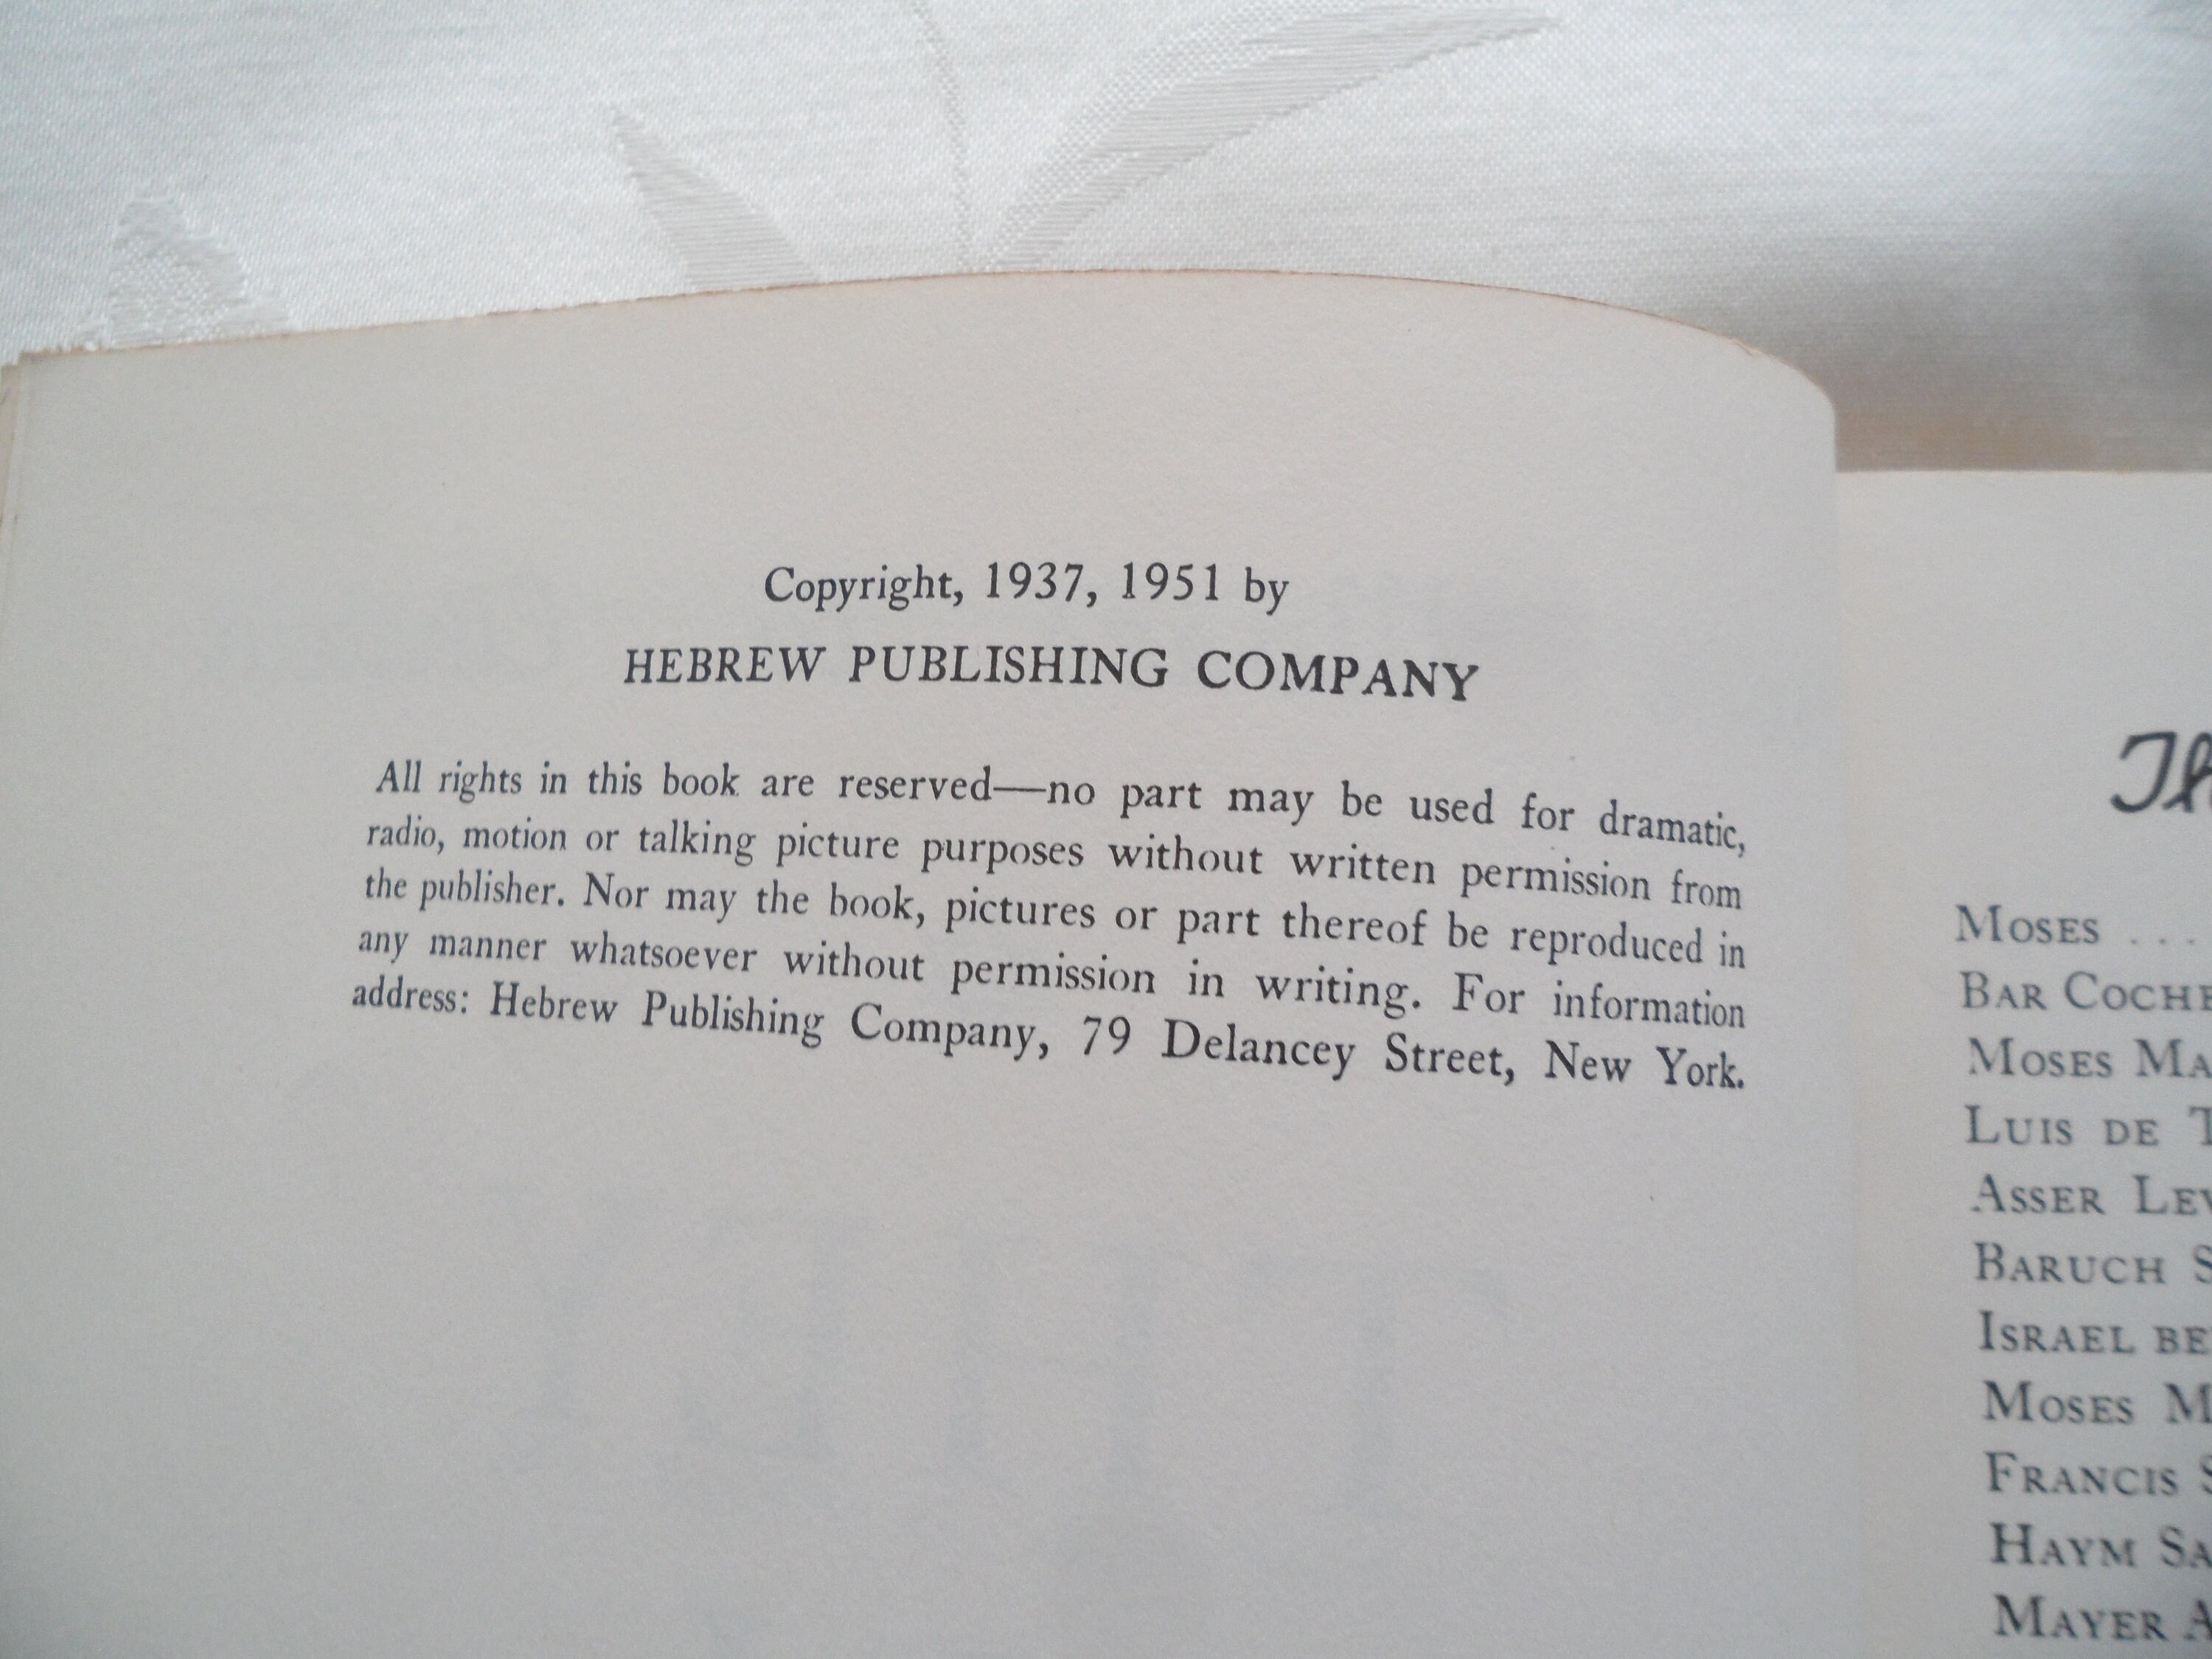 Copyright, 1937, 1951 by
HEBREW PUBLISHING COMPANY
All rights in this book are reserved—no part may be used for dramatic,
radio, motion or talking picture purposes without written permission from
the publisher. Nor may the book, pictures or part thereof be reproduced in
any manner whatsoever without permission in writing. For information
address: Hebrew Publishing Company, 79 Delancey Street, New York.
MOSES ...
BAR
MOSES
LUIS DE
ASSER
BARUCH
ISRAEL
MOSES
FRANCIS
HAYM
MAYER